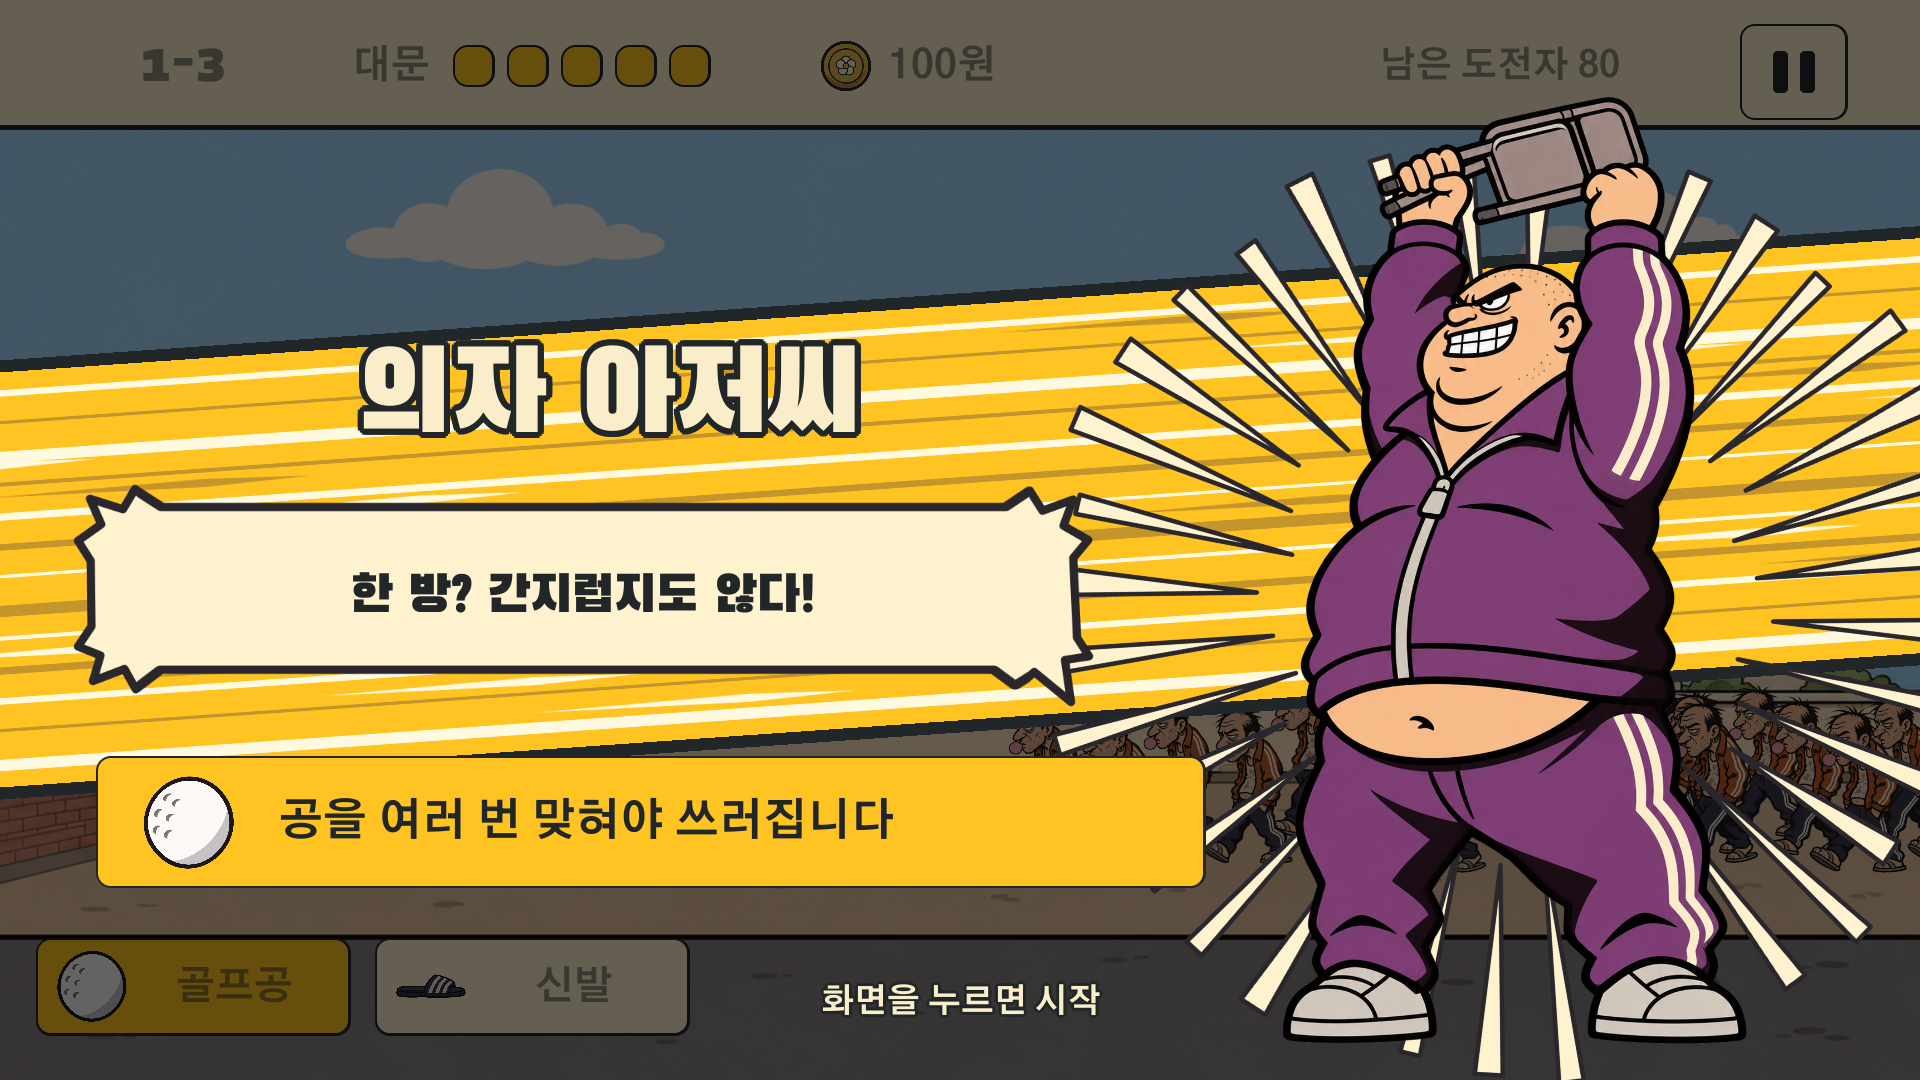 1-3
대문
100원
남은 도전자 80
의자 아저씨
한 방? 간지럽지도 않다!
공을 여러 번 맞혀야 쓰러집니다
골프공
신발
화면을 누르면 시작